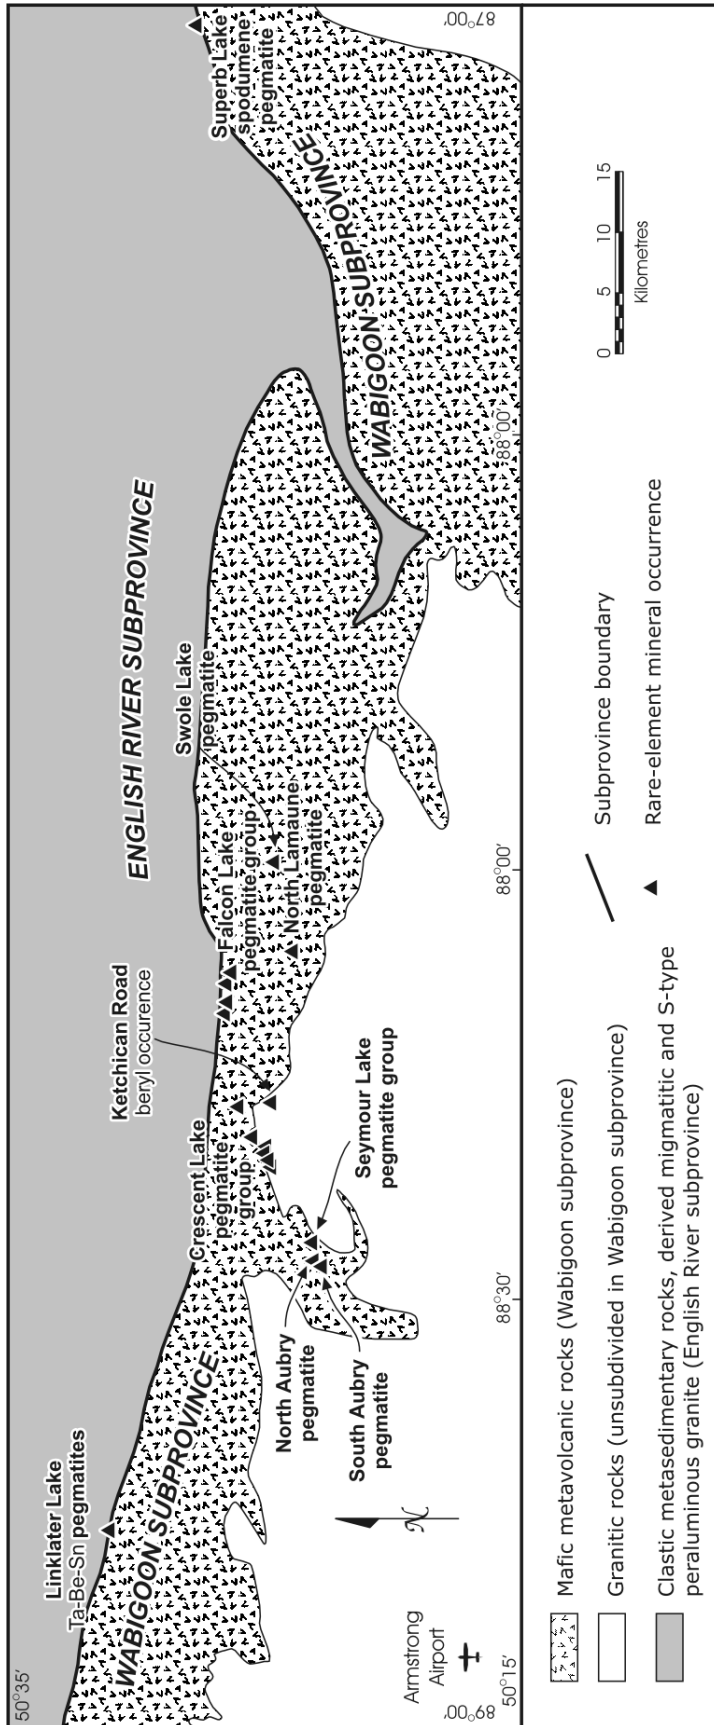 50°35'
Linklater Lake
Ta-Be-Sn pegmatites
WABIGOON SUBPROVINCE
Armstrong
Airport
89°00'
50°15'
N
North Aubry
pegmatite
South Aubry
pegmatite
Seymour Lake
pegmatite group
88°30'
Crescent Lake
pegmatite
group
Ketchican Road
beryl occurence
Falcon Lake
pegmatite group
North Lamaune
pegmatite
Swole Lake
pegmatite
ENGLISH RIVER SUBPROVINCE
88°00'
WABIGOON SUBPROVINCE
88°00'
Superb Lake
spodumene
pegmatite
87°00'
0 5 10 15
Kilometres
Mafic metavolcanic rocks (Wabigoon subprovince)
Granitic rocks (unsubdivided in Wabigoon subprovince)
Clastic metasedimentary rocks, derived migmatitic and S-type
peraluminous granite (English River subprovince)
Subprovince boundary
Rare-element mineral occurrence